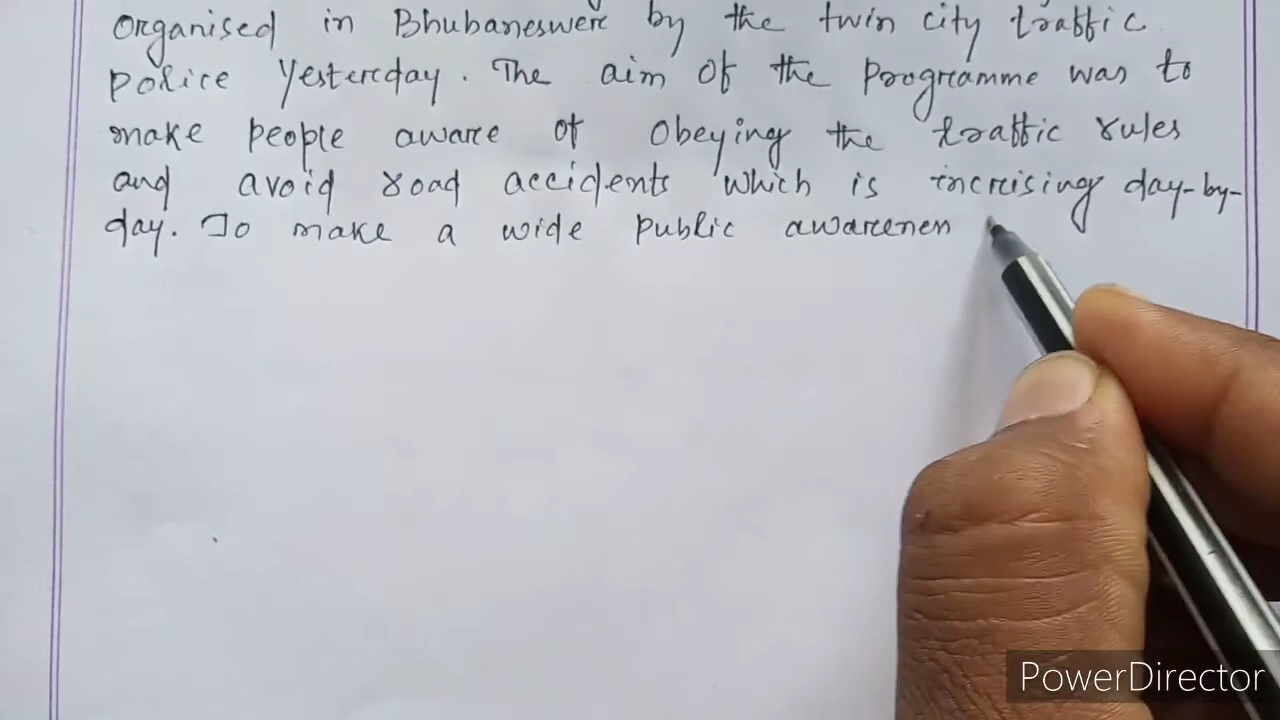 Organised in Bhubaneswere by the twin city traffic
police yesterday. The aim of the programme was to
make people aware of obeying the traffic rules
and avoid road accidents which is increising day-by-
day. To make a wide public awareness
PowerDirector